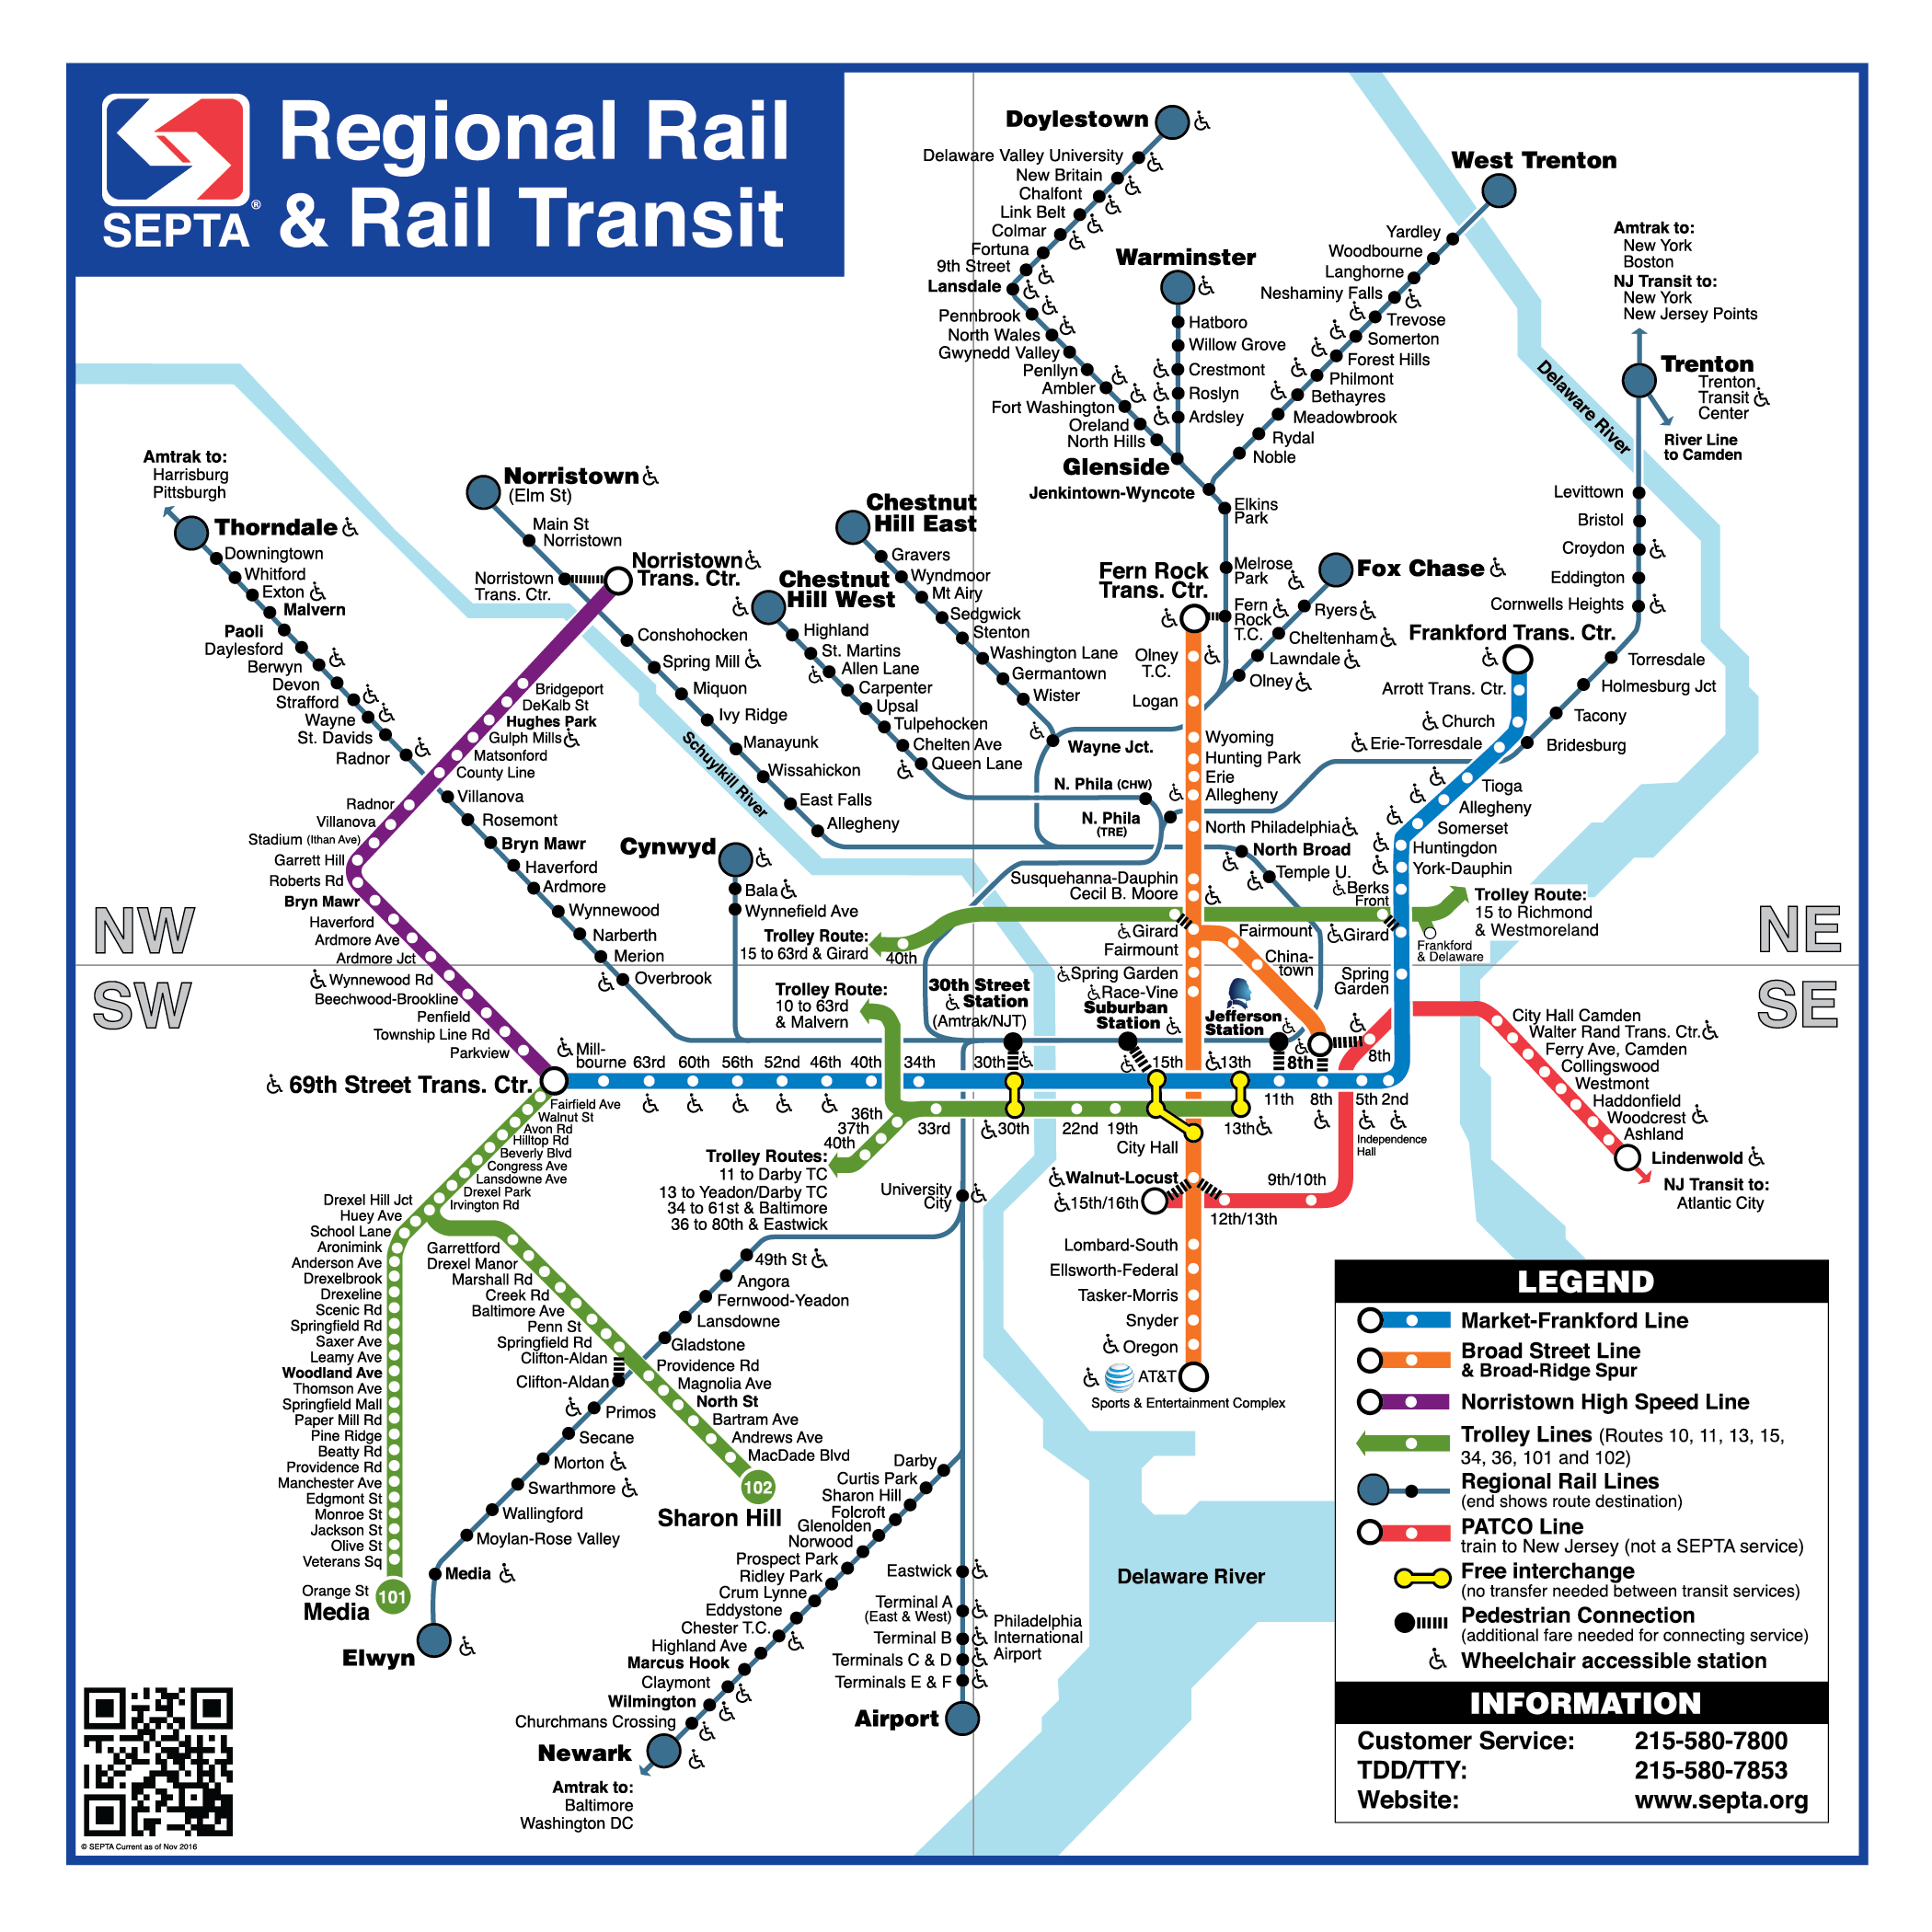 SEPTA®
Regional Rail
& Rail Transit
Doylestown
Delaware Valley University
New Britain
Chalfont
Link Belt
Colmar
Fortuna
9th Street
Lansdale
Pennbrook
North Wales
Gwynedd Valley
Penllyn
Ambler
Fort Washington
Oreland
North Hills
Glenside
Jenkintown-Wyncote
Warminster
Hatboro
Willow Grove
Crestmont
Roslyn
Ardsley
West Trenton
Yardley
Woodbourne
Langhorne
Neshaminy Falls
Trevose
Somerton
Forest Hills
Philmont
Bethayres
Meadowbrook
Rydal
Noble
Elkins
Park
Melrose
Park
Fern
Rock
T.C.
Amtrak to:
New York
Boston
NJ Transit to:
New York
New Jersey Points
Trenton
Trenton
Transit
Center
River Line
to Camden
Delaware River
Levittown
Bristol
Croydon
Eddington
Cornwells Heights
Torresdale
Holmesburg Jct
Tacony
Bridesburg
Amtrak to:
Harrisburg
Pittsburgh
Thorndale
Downingtown
Whitford
Exton
Malvern
Paoli
Daylesford
Berwyn
Devon
Strafford
Wayne
St. Davids
Radnor
Villanova
Rosemont
Bryn Mawr
Haverford
Ardmore
Wynnewood
Narberth
Merion
Overbrook
Norristown
(Elm St)
Main St
Norristown
Norristown
Trans. Ctr.
Norristown
Trans. Ctr.
Conshohocken
Spring Mill
Miquon
Ivy Ridge
Manayunk
Wissahickon
East Falls
Allegheny
Schuylkill River
Chestnut
Hill East
Gravers
Wyndmoor
Mt Airy
Sedgwick
Stenton
Washington Lane
Germantown
Wister
Wayne Jct.
Chestnut
Hill West
Highland
St. Martins
Allen Lane
Carpenter
Upsal
Tulpehocken
Chelten Ave
Queen Lane
N. Phila (CHW)
N. Phila
(TRE)
Fox Chase
Ryers
Cheltenham
Lawndale
Olney
Fern Rock
Trans. Ctr.
Olney
T.C.
Logan
Wyoming
Hunting Park
Erie
Allegheny
North Philadelphia
North Broad
Temple U.
Susquehanna-Dauphin
Cecil B. Moore
Girard
Fairmount
Spring Garden
Race-Vine
Fairmount
China-
town
Frankford Trans. Ctr.
Arrott Trans. Ctr.
Church
Erie-Torresdale
Tioga
Allegheny
Somerset
Huntingdon
York-Dauphin
Berks
Front
Girard
Spring
Garden
Trolley Route:
15 to Richmond
& Westmoreland
Frankford
& Delaware
Bridgeport
DeKalb St
Hughes Park
Gulph Mills
Matsonford
County Line
Radnor
Villanova
Stadium (Ithan Ave)
Garrett Hill
Roberts Rd
Bryn Mawr
Haverford
Ardmore Ave
Ardmore Jct
Wynnewood Rd
Beechwood-Brookline
Penfield
Township Line Rd
Parkview
69th Street Trans. Ctr.
Cynwyd
Bala
Wynnefield Ave
Trolley Route:
15 to 63rd & Girard
40th
NW
SW
NE
SE
Trolley Route:
10 to 63rd
& Malvern
30th Street
Station
(Amtrak/NJT)
Suburban
Station
Jefferson
Station
Mill-
bourne
63rd
60th
56th
52nd
46th
40th
34th
30th
15th
13th
8th
8th
11th
8th
5th
2nd
Independence
Hall
36th
37th
40th
33rd
30th
22nd
19th
13th
City Hall
Trolley Routes:
11 to Darby TC
13 to Yeadon/Darby TC
34 to 61st & Baltimore
36 to 80th & Eastwick
Walnut-Locust
15th/16th
12th/13th
9th/10th
Lombard-South
Ellsworth-Federal
Tasker-Morris
Snyder
Oregon
AT&T
Sports & Entertainment Complex
City Hall Camden
Walter Rand Trans. Ctr.
Ferry Ave, Camden
Collingswood
Westmont
Haddonfield
Woodcrest
Ashland
Lindenwold
NJ Transit to:
Atlantic City
Fairfield Ave
Walnut St
Avon Rd
Hilltop Rd
Beverly Blvd
Congress Ave
Lansdowne Ave
Drexel Park
Irvington Rd
Drexel Hill Jct
Huey Ave
School Lane
Aronimink
Anderson Ave
Drexelbrook
Drexeline
Scenic Rd
Springfield Rd
Saxer Ave
Leamy Ave
Woodland Ave
Thomson Ave
Springfield Mall
Paper Mill Rd
Pine Ridge
Beatty Rd
Providence Rd
Manchester Ave
Edgmont St
Monroe St
Jackson St
Olive St
Veterans Sq
Orange St
Media
101
Garrettford
Drexel Manor
Marshall Rd
Creek Rd
Baltimore Ave
Penn St
Springfield Rd
Clifton-Aldan
Providence Rd
Magnolia Ave
North St
Bartram Ave
Andrews Ave
MacDade Blvd
102
Sharon Hill
University
City
49th St
Angora
Fernwood-Yeadon
Lansdowne
Gladstone
Clifton-Aldan
Primos
Secane
Morton
Swarthmore
Wallingford
Moylan-Rose Valley
Media
Elwyn
Darby
Curtis Park
Sharon Hill
Folcroft
Glenolden
Norwood
Prospect Park
Ridley Park
Crum Lynne
Eddystone
Chester T.C.
Highland Ave
Marcus Hook
Claymont
Wilmington
Churchmans Crossing
Newark
Amtrak to:
Baltimore
Washington DC
Eastwick
Terminal A
(East & West)
Terminal B
Terminals C & D
Terminals E & F
Philadelphia
International
Airport
Airport
Delaware River
LEGEND
Market-Frankford Line
Broad Street Line
& Broad-Ridge Spur
Norristown High Speed Line
Trolley Lines (Routes 10, 11, 13, 15,
34, 36, 101 and 102)
Regional Rail Lines
(end shows route destination)
PATCO Line
train to New Jersey (not a SEPTA service)
Free interchange
(no transfer needed between transit services)
Pedestrian Connection
(additional fare needed for connecting service)
Wheelchair accessible station
INFORMATION
Customer Service: 215-580-7800
TDD/TTY: 215-580-7853
Website: www.septa.org
© SEPTA Current as of Nov 2016